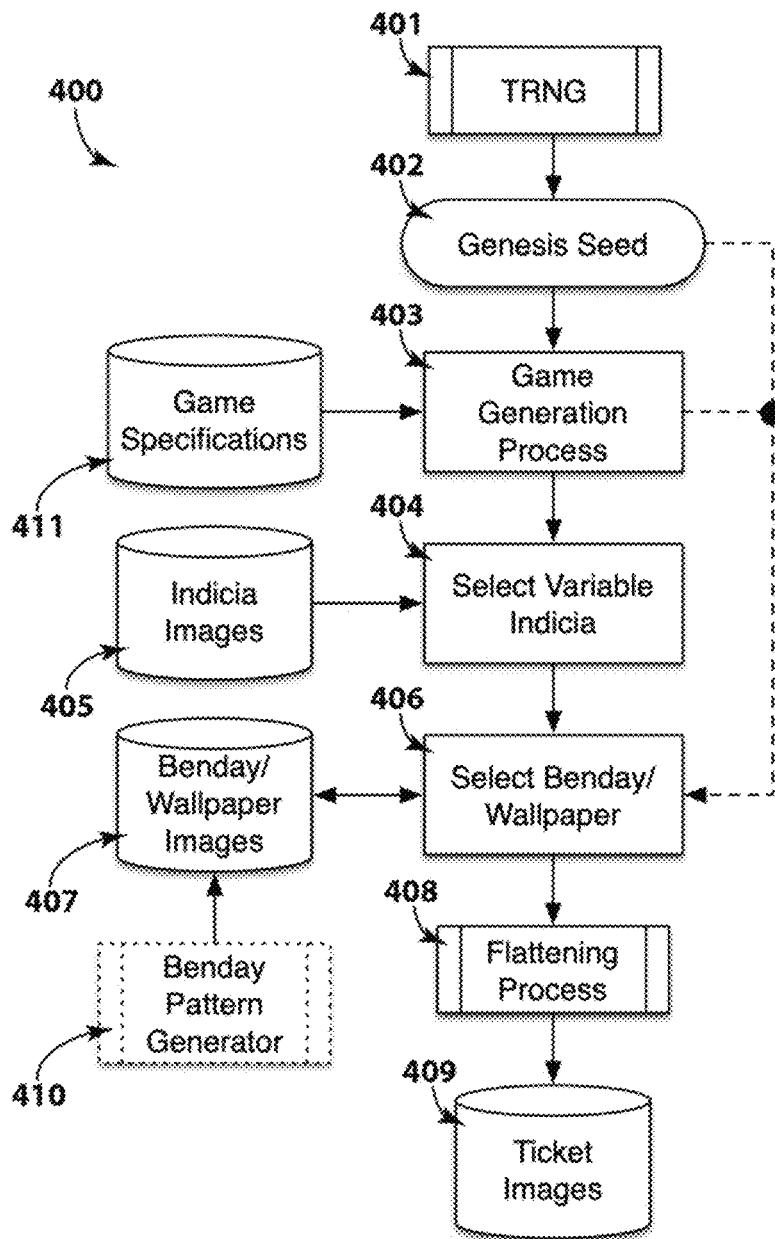 401
TRNG
400
402
Genesis Seed
403
Game
Specifications
Game
Generation
Process
411
404
Indicia
Images
Select Variable
Indicia
405
406
Benday/
Wallpaper
Images
Select Benday/
Wallpaper
407
408
Benday
Pattern
Generator
Flattening
Process
410
409
Ticket
Images